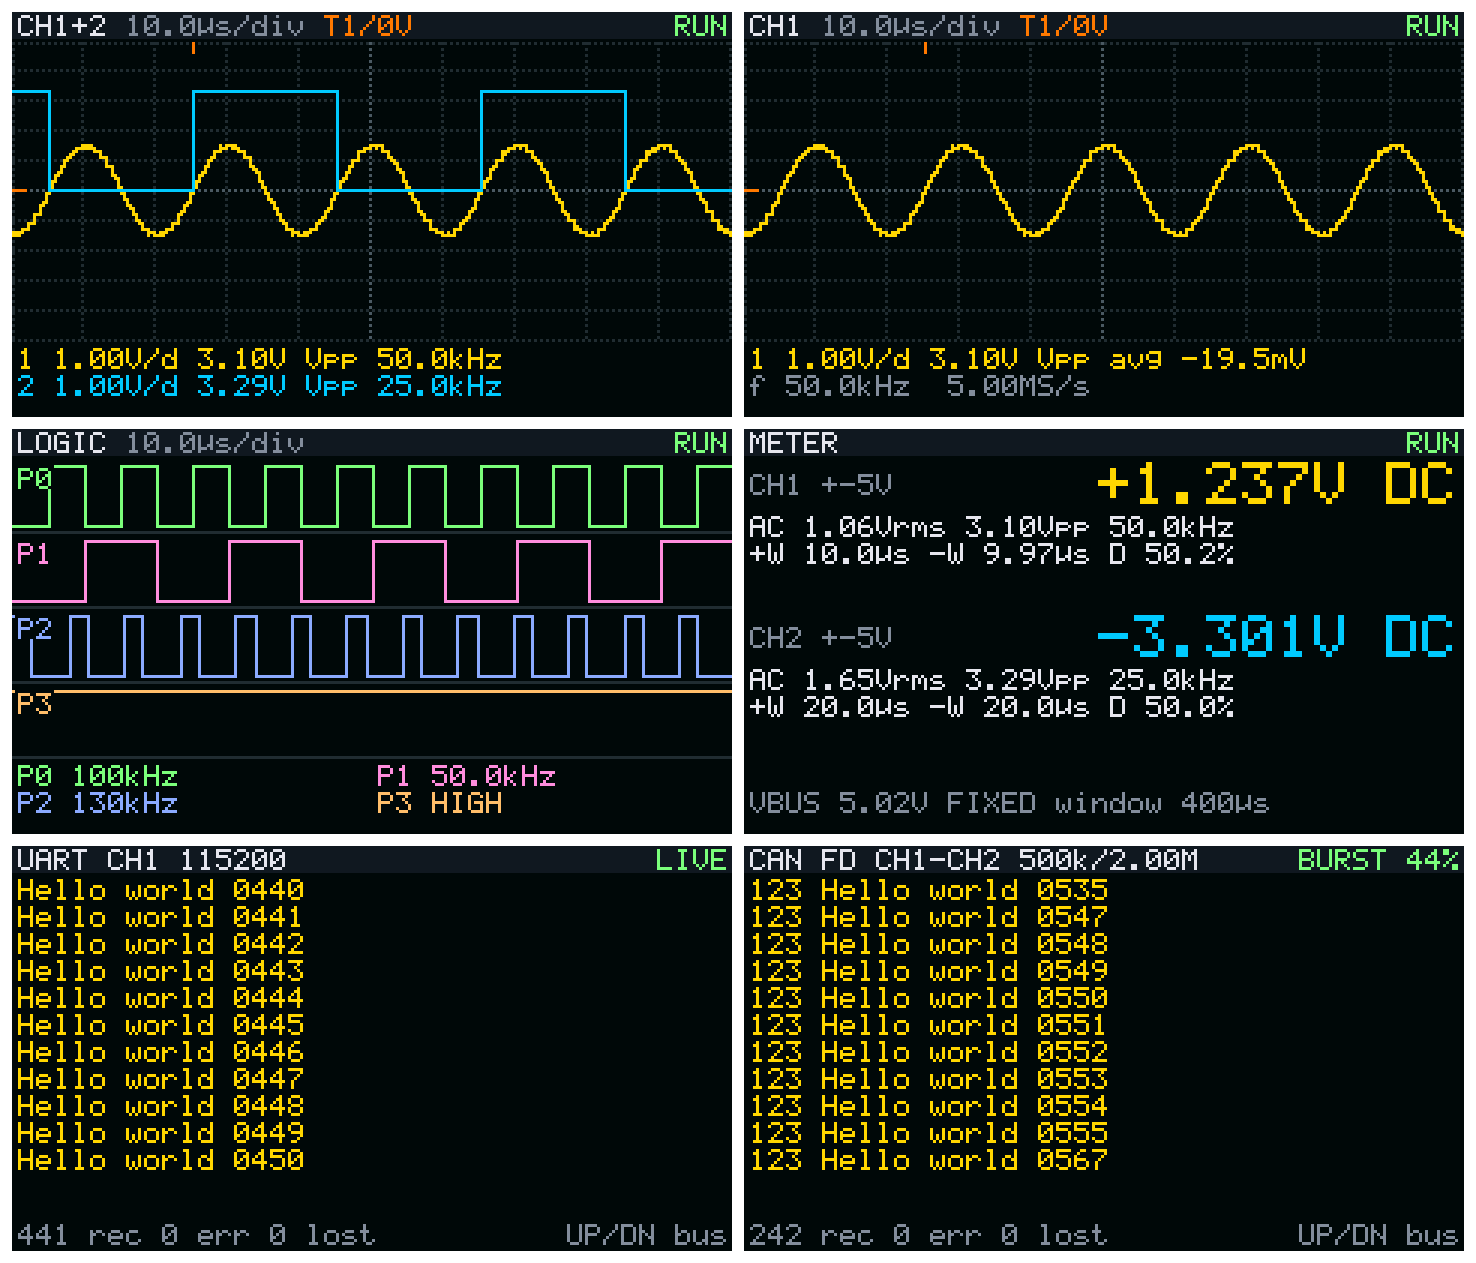 CH1+2 10.0µs/div T1/0V RUN
1 1.00V/d 3.10V Vpp 50.0kHz
2 1.00V/d 3.29V Vpp 25.0kHz
CH1 10.0µs/div T1/0V RUN
1 1.00V/d 3.10V Vpp avg -19.5mV
f 50.0kHz 5.00MS/s
LOGIC 10.0µs/div RUN
P0
P1
P2
P3
P0 100kHz P1 50.0kHz
P2 130kHz P3 HIGH
METER RUN
CH1 +-5V +1.237V DC
AC 1.06Vrms 3.10Vpp 50.0kHz
+W 10.0µs -W 9.97µs D 50.2%
CH2 +-5V -3.301V DC
AC 1.65Vrms 3.29Vpp 25.0kHz
+W 20.0µs -W 20.0µs D 50.0%
VBUS 5.02V FIXED window 400µs
UART CH1 115200 LIVE
Hello world 0440
Hello world 0441
Hello world 0442
Hello world 0443
Hello world 0444
Hello world 0445
Hello world 0446
Hello world 0447
Hello world 0448
Hello world 0449
Hello world 0450
441 rec 0 err 0 lost UP/DN bus
CAN FD CH1-CH2 500k/2.00M BURST 44%
123 Hello world 0535
123 Hello world 0547
123 Hello world 0548
123 Hello world 0549
123 Hello world 0550
123 Hello world 0551
123 Hello world 0552
123 Hello world 0553
123 Hello world 0554
123 Hello world 0555
123 Hello world 0567
242 rec 0 err 0 lost UP/DN bus